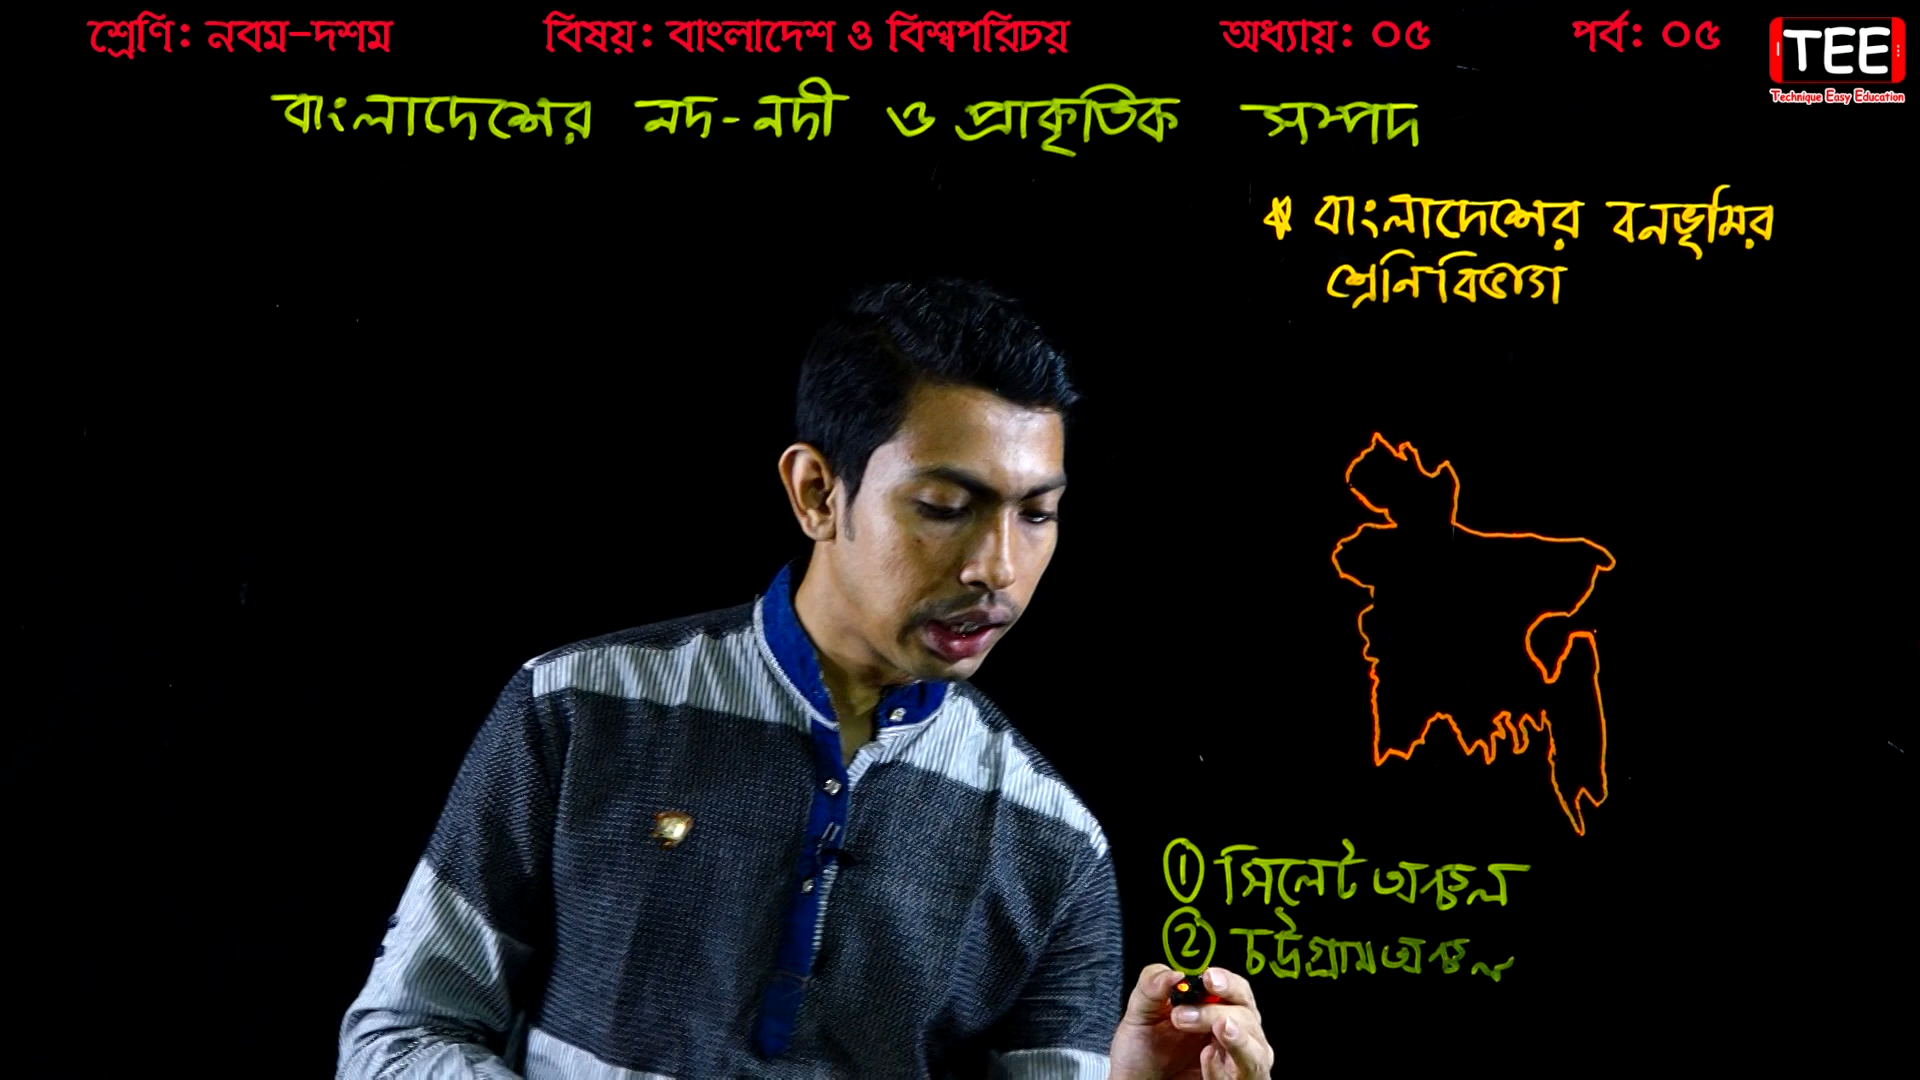 শ্রেণি: নবম-দশম বিষয়: বাংলাদেশ ও বিশ্বপরিচয় অধ্যায়: ০৫ পর্ব: ০৫
TEE
Technique Easy Education
বাংলাদেশের নদ-নদী ও প্রাকৃতিক সম্পদ
* বাংলাদেশের বনভূমির
শ্রেনিবিভাগ
① সিলেট অঞ্চল
② চট্টগ্রাম অঞ্চল